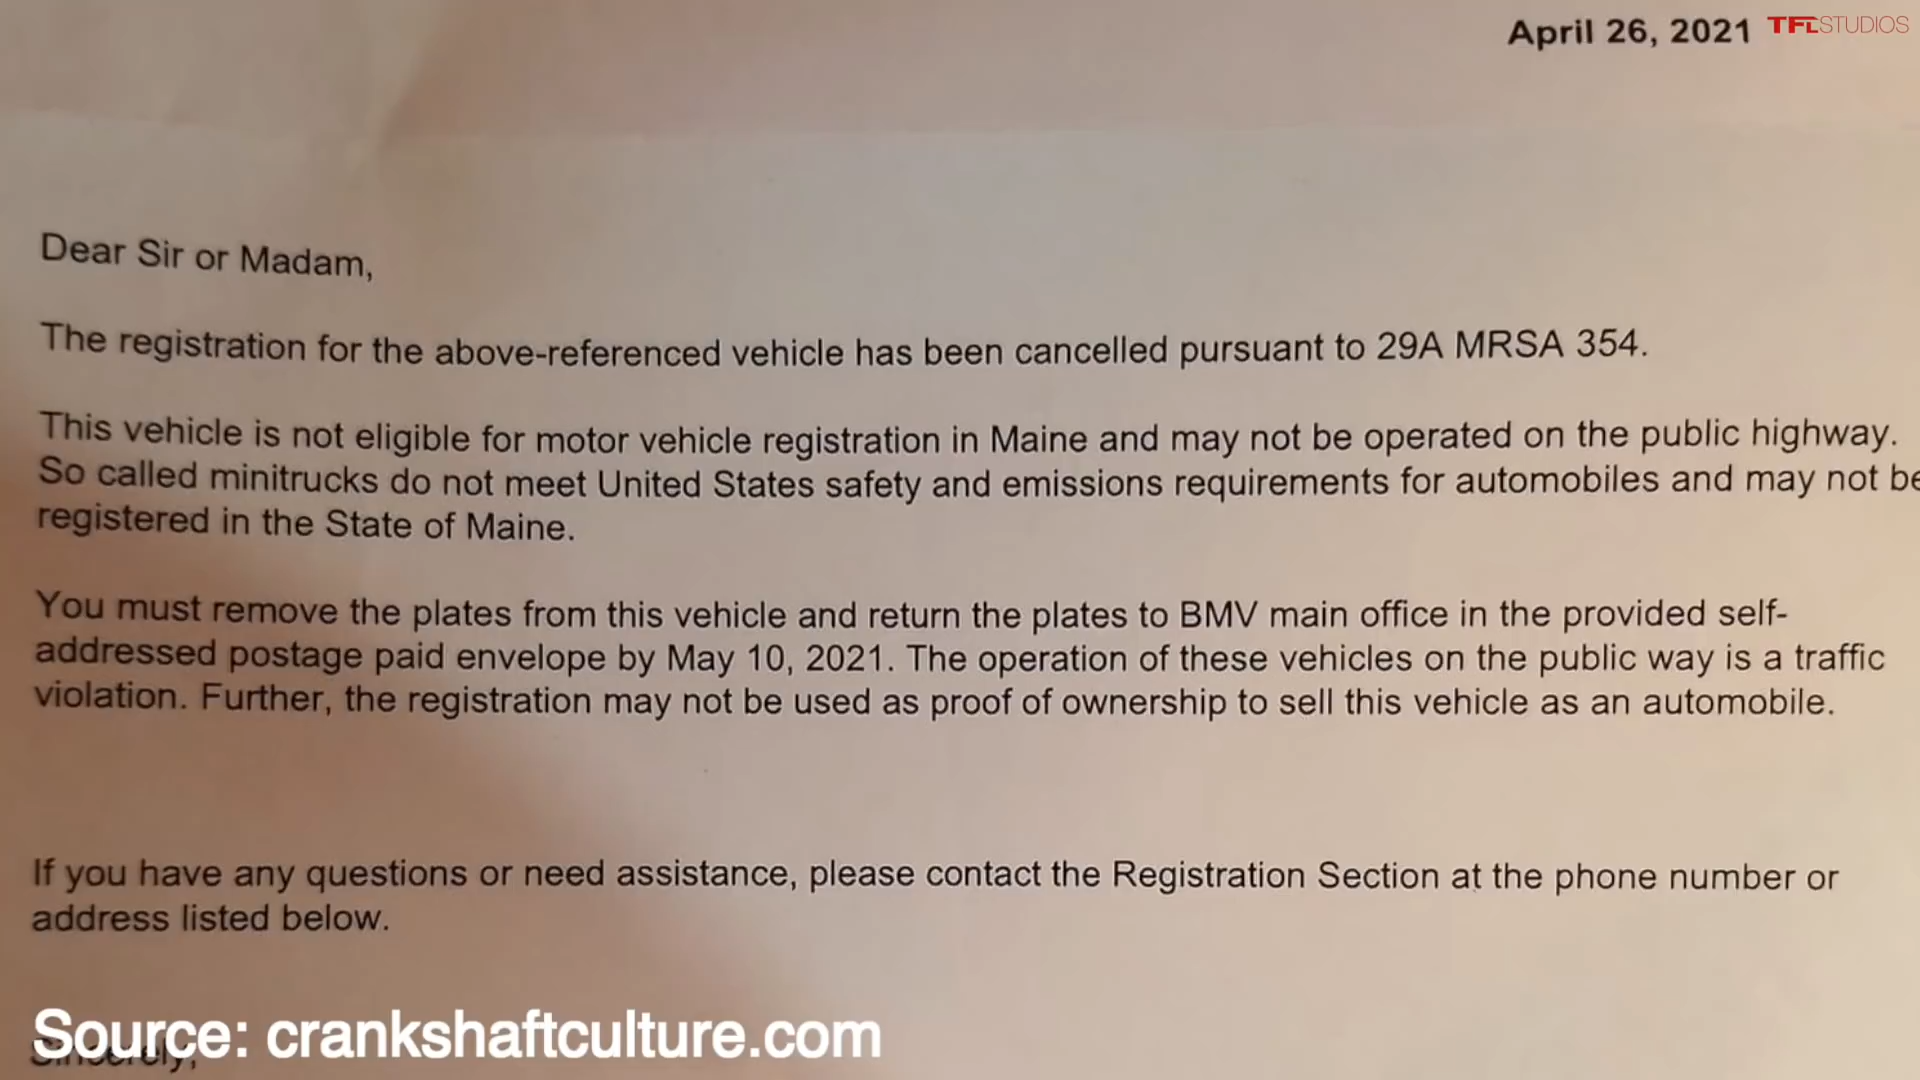 April 26, 2021 TFLSTUDIOS
Dear Sir or Madam,
The registration for the above-referenced vehicle has been cancelled pursuant to 29A MRSA 354.
This vehicle is not eligible for motor vehicle registration in Maine and may not be operated on the public highway.
So called minitrucks do not meet United States safety and emissions requirements for automobiles and may not be
registered in the State of Maine.
You must remove the plates from this vehicle and return the plates to BMV main office in the provided self-
addressed postage paid envelope by May 10, 2021. The operation of these vehicles on the public way is a traffic
violation. Further, the registration may not be used as proof of ownership to sell this vehicle as an automobile.
If you have any questions or need assistance, please contact the Registration Section at the phone number or
address listed below.
Source: crankshaftculture.com
Sincerely,